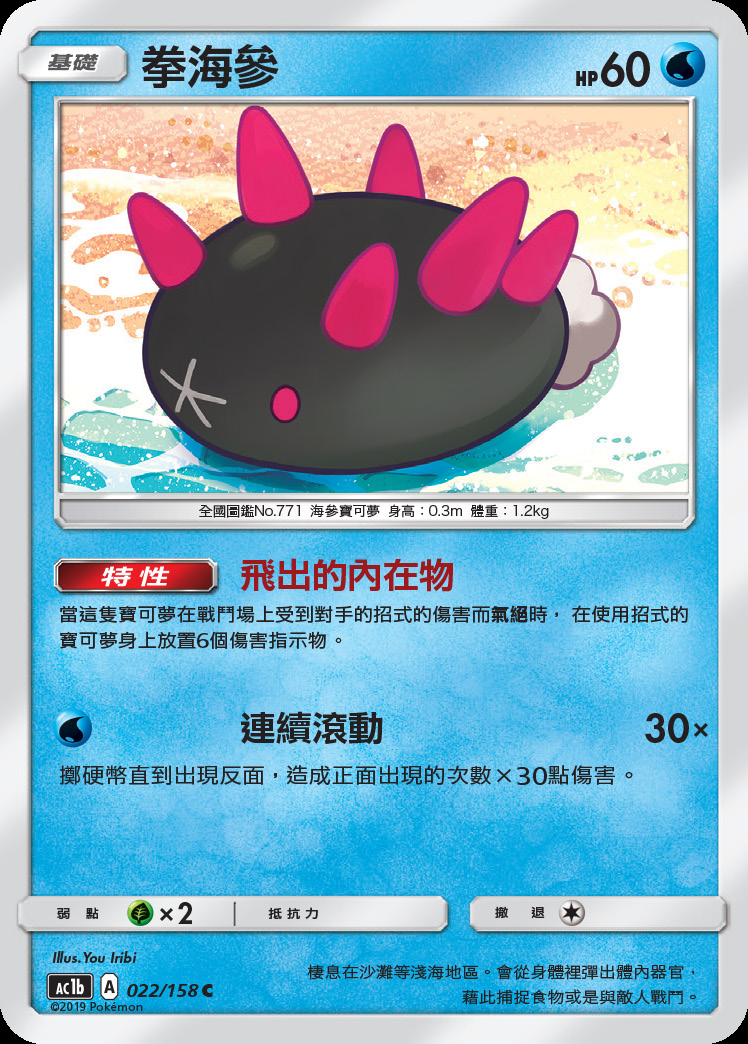 基礎 拳海參 HP60
全國圖鑑No.771 海參寶可夢 身高：0.3m 體重：1.2kg
特性 飛出的內在物
當這隻寶可夢在戰鬥場上受到對手的招式的傷害而氣絕時， 在使用招式的
寶可夢身上放置6個傷害指示物。
連續滾動 30×
擲硬幣直到出現反面，造成正面出現的次數×30點傷害。
弱點 ×2 抵抗力 撤退
Illus. You Iribi
棲息在沙灘等淺海地區。會從身體裡彈出體內器官，
AC1b A 022/158 C
藉此捕捉食物或是與敵人戰鬥。
©2019 Pokémon